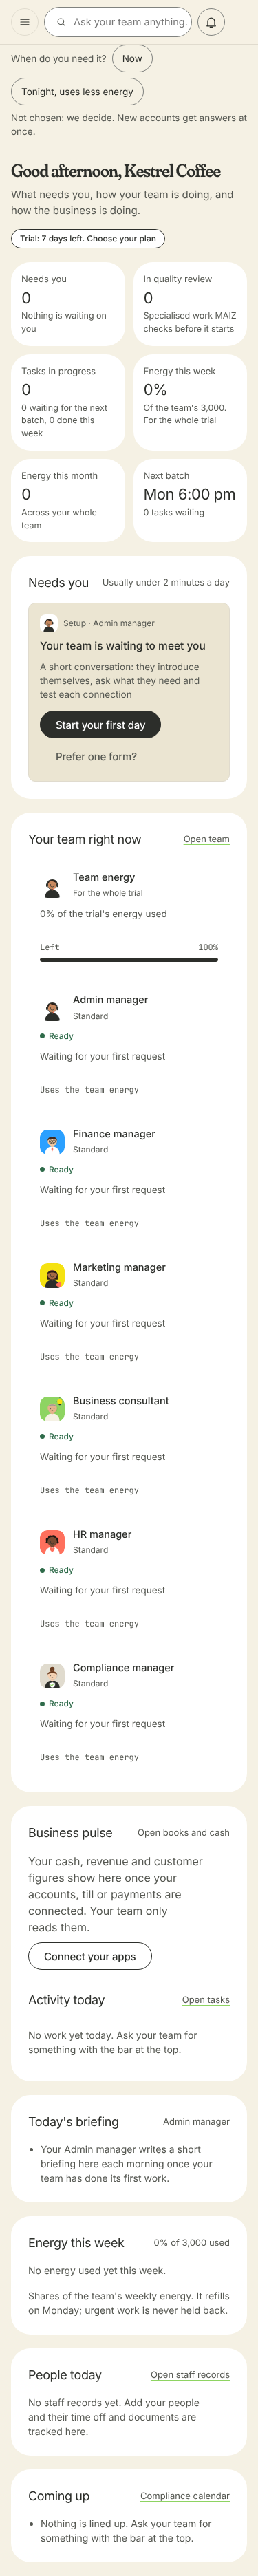 Ask your team anything.
When do you need it?
Now
Tonight, uses less energy
Not chosen: we decide. New accounts get answers at
once.
Good afternoon, Kestrel Coffee
What needs you, how your team is doing, and
how the business is doing.
Trial: 7 days left. Choose your plan
Needs you
0
Nothing is waiting on
you
In quality review
0
Specialised work MAIZ
checks before it starts
Tasks in progress
0
0 waiting for the next
batch, 0 done this
week
Energy this week
0%
Of the team's 3,000.
For the whole trial
Energy this month
0
Across your whole
team
Next batch
Mon 6:00 pm
0 tasks waiting
Needs you
Usually under 2 minutes a day
Setup · Admin manager
Your team is waiting to meet you
A short conversation: they introduce
themselves, ask what they need and
test each connection
Start your first day
Prefer one form?
Your team right now
Open team
Team energy
For the whole trial
0% of the trial's energy used
Left
100%
Admin manager
Standard
Ready
Waiting for your first request
Uses the team energy
Finance manager
Standard
Ready
Waiting for your first request
Uses the team energy
Marketing manager
Standard
Ready
Waiting for your first request
Uses the team energy
Business consultant
Standard
Ready
Waiting for your first request
Uses the team energy
HR manager
Standard
Ready
Waiting for your first request
Uses the team energy
Compliance manager
Standard
Ready
Waiting for your first request
Uses the team energy
Business pulse
Open books and cash
Your cash, revenue and customer
figures show here once your
accounts, till or payments are
connected. Your team only
reads them.
Connect your apps
Activity today
Open tasks
No work yet today. Ask your team for
something with the bar at the top.
Today's briefing
Admin manager
• Your Admin manager writes a short
briefing here each morning once your
team has done its first work.
Energy this week
0% of 3,000 used
No energy used yet this week.
Shares of the team's weekly energy. It refills
on Monday; urgent work is never held back.
People today
Open staff records
No staff records yet. Add your people
and their time off and documents are
tracked here.
Coming up
Compliance calendar
• Nothing is lined up. Ask your team for
something with the bar at the top.